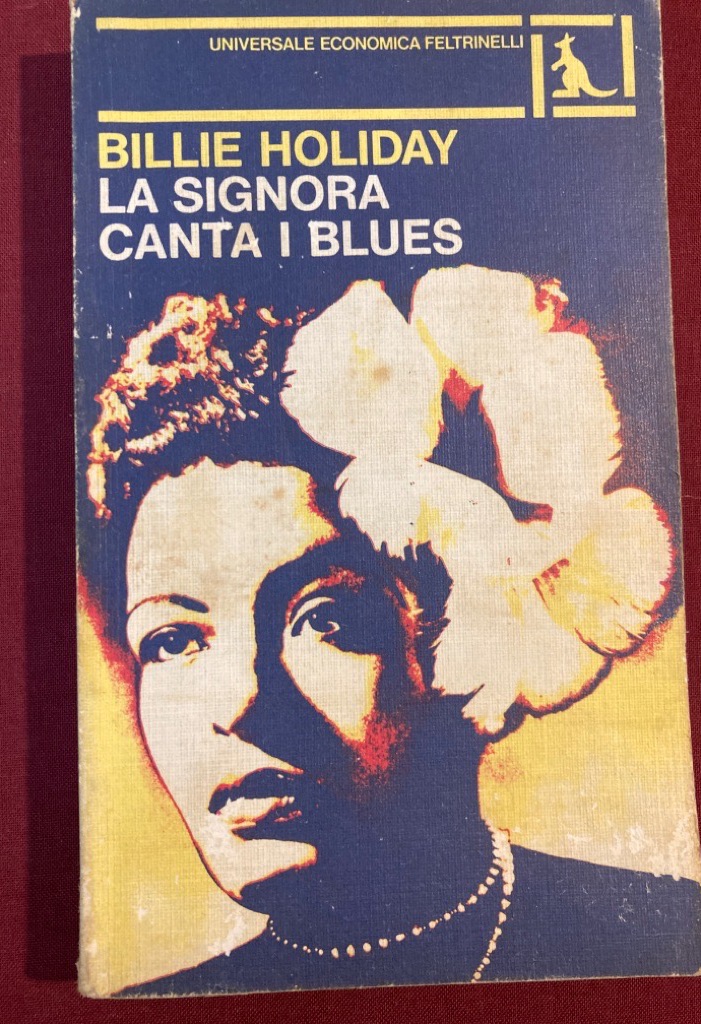 UNIVERSALE ECONOMICA FELTRINELLI
BILLIE HOLIDAY
LA SIGNORA
CANTA I BLUES